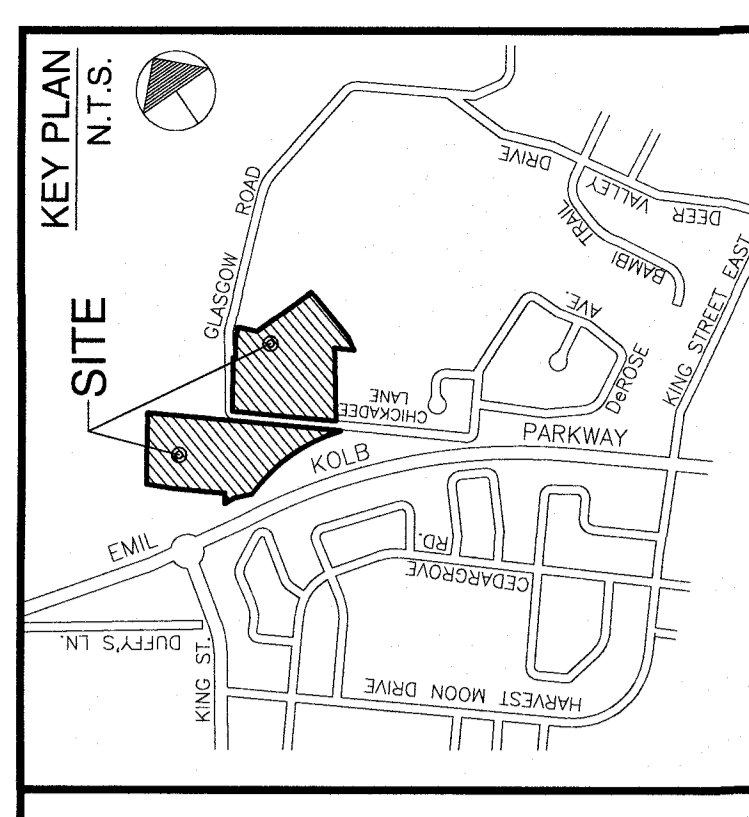 KEY PLAN
N.T.S.
SITE
GLASGOW ROAD
DEER VALLEY DRIVE
BAMBI TRAIL
KING STREET EAST
DeROSE AVE.
CHICKADEE
LANE
EMIL KOLB PARKWAY
CEDARGROVE RD.
HARVEST MOON DRIVE
DUFFY'S LN.
KING ST.